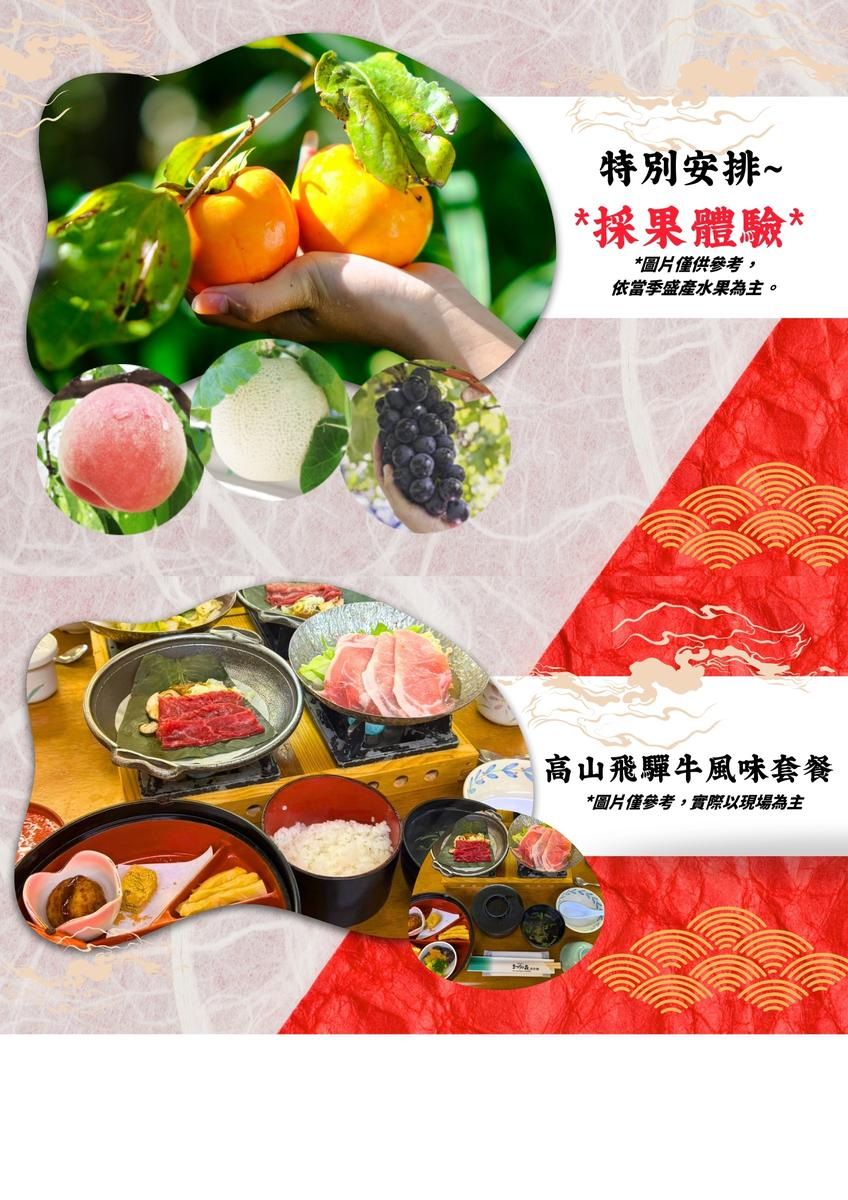 特別安排~
*採果體驗*
*圖片僅供參考，
依當季盛產水果為主。
高山飛驒牛風味套餐
*圖片僅參考，實際以現場為主